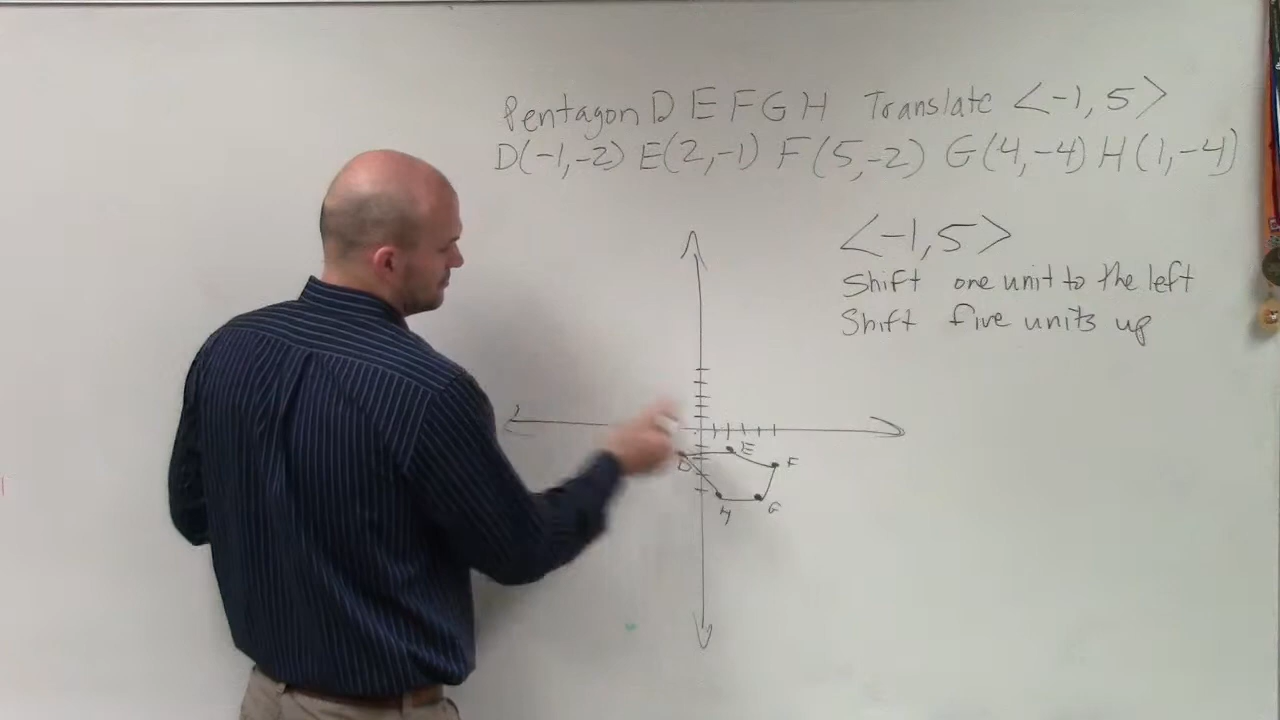 Pentagon D E F G H Translate <-1, 5>
D(-1,-2) E(2,-1) F(5,-2) G(4,-4) H(1,-4)
<-1, 5>
Shift one unit to the left
Shift five units up
D
E
F
H
G